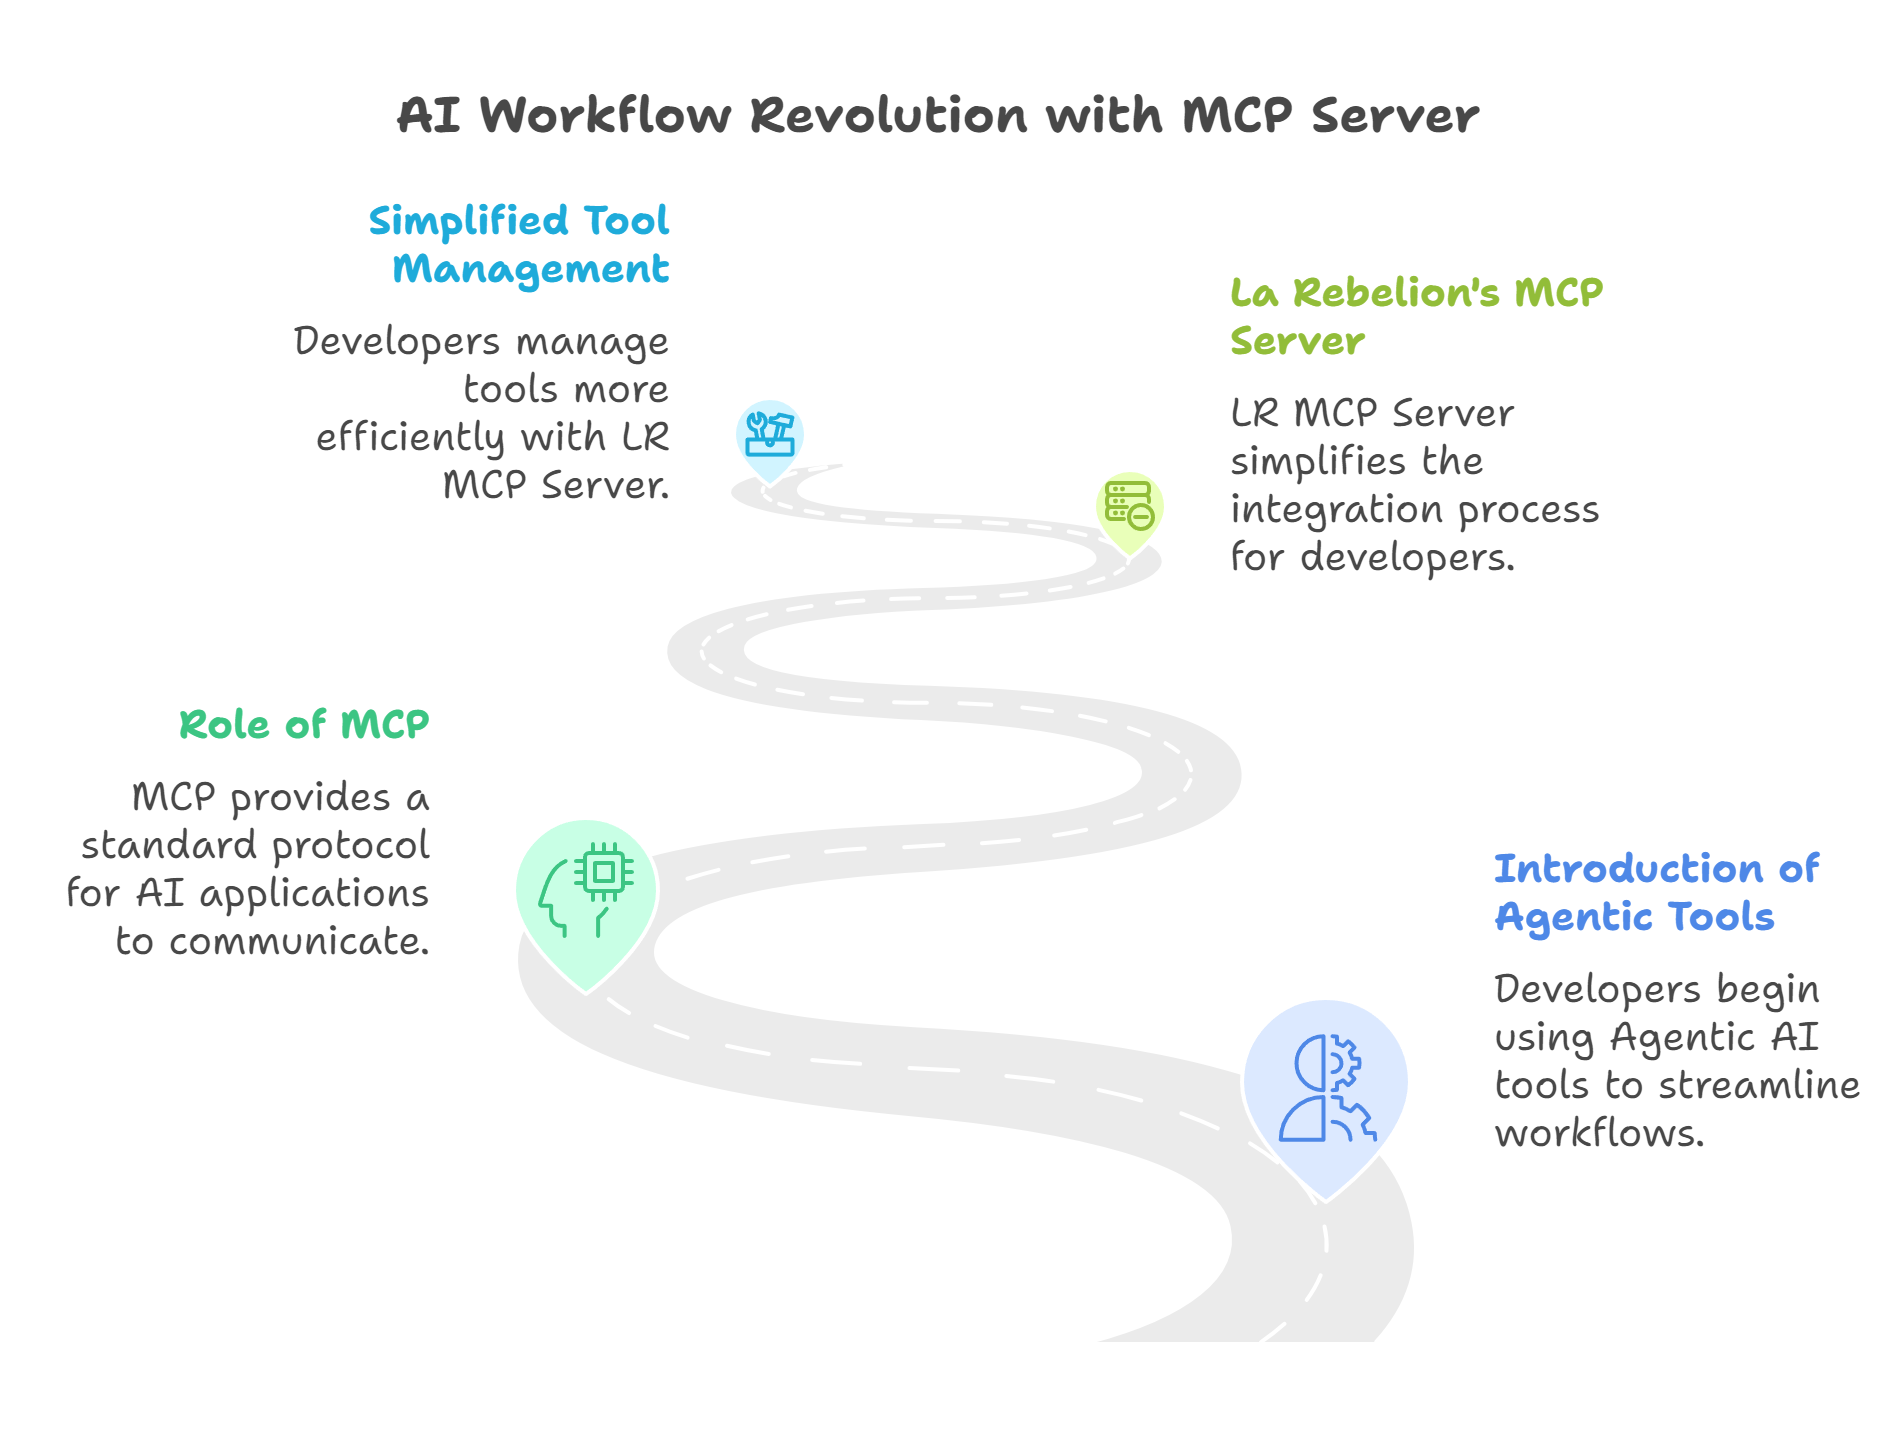 AI Workflow Revolution with MCP Server
Simplified Tool
Management
Developers manage
tools more
efficiently with LR
MCP Server.
La Rebelion's MCP
Server
LR MCP Server
simplifies the
integration process
for developers.
Role of MCP
MCP provides a
standard protocol
for AI applications
to communicate.
Introduction of
Agentic Tools
Developers begin
using Agentic AI
tools to streamline
workflows.